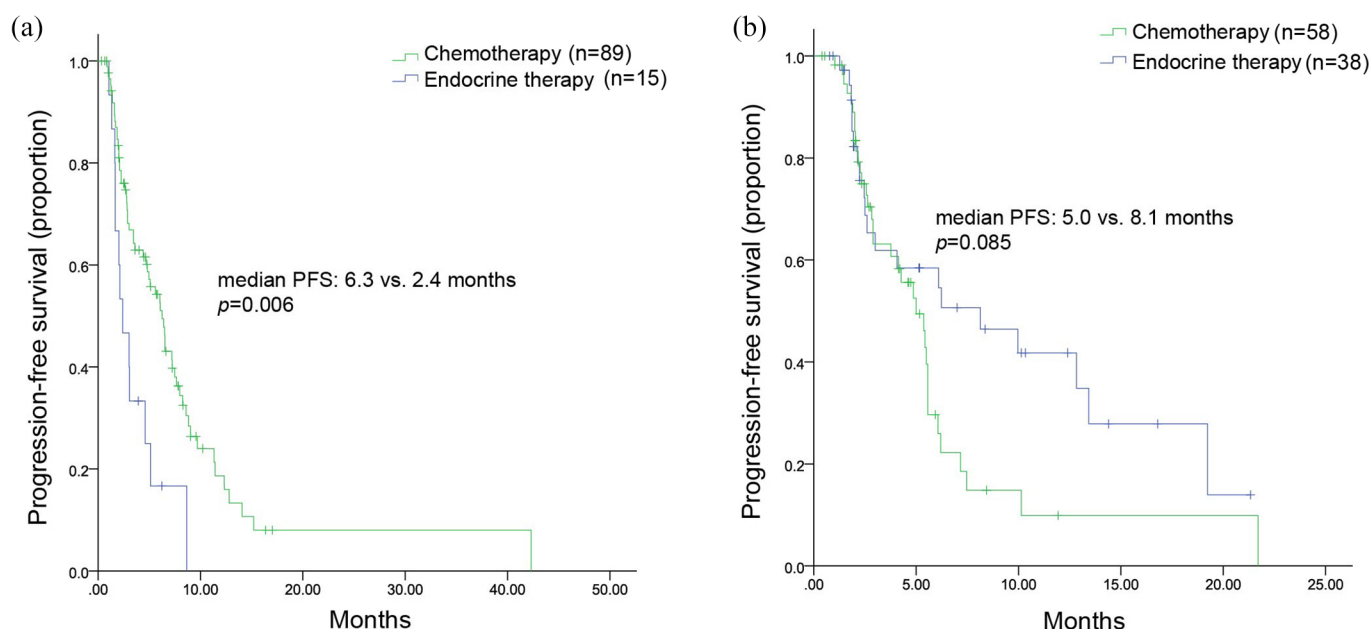 (a)
Chemotherapy (n=89)
Endocrine therapy (n=15)
Progression-free survival (proportion)
1.0
0.8
0.6
0.4
0.2
0.0
median PFS: 6.3 vs. 2.4 months
p=0.006
.00 10.00 20.00 30.00 40.00 50.00
Months
(b)
Chemotherapy (n=58)
Endocrine therapy (n=38)
Progression-free survival (proportion)
1.0
0.8
0.6
0.4
0.2
0.0
median PFS: 5.0 vs. 8.1 months
p=0.085
.00 5.00 10.00 15.00 20.00 25.00
Months